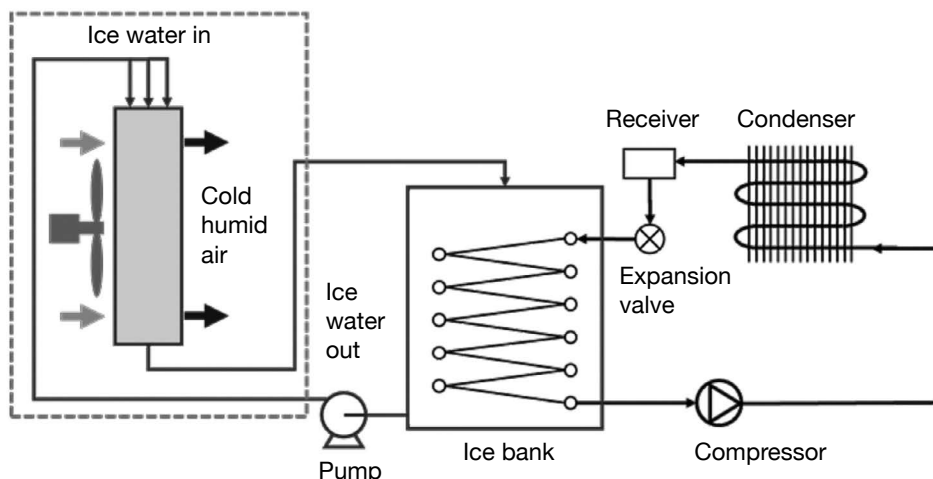 Ice water in
Receiver
Condenser
Cold
humid
air
Expansion
valve
Ice
water
out
Pump
Ice bank
Compressor